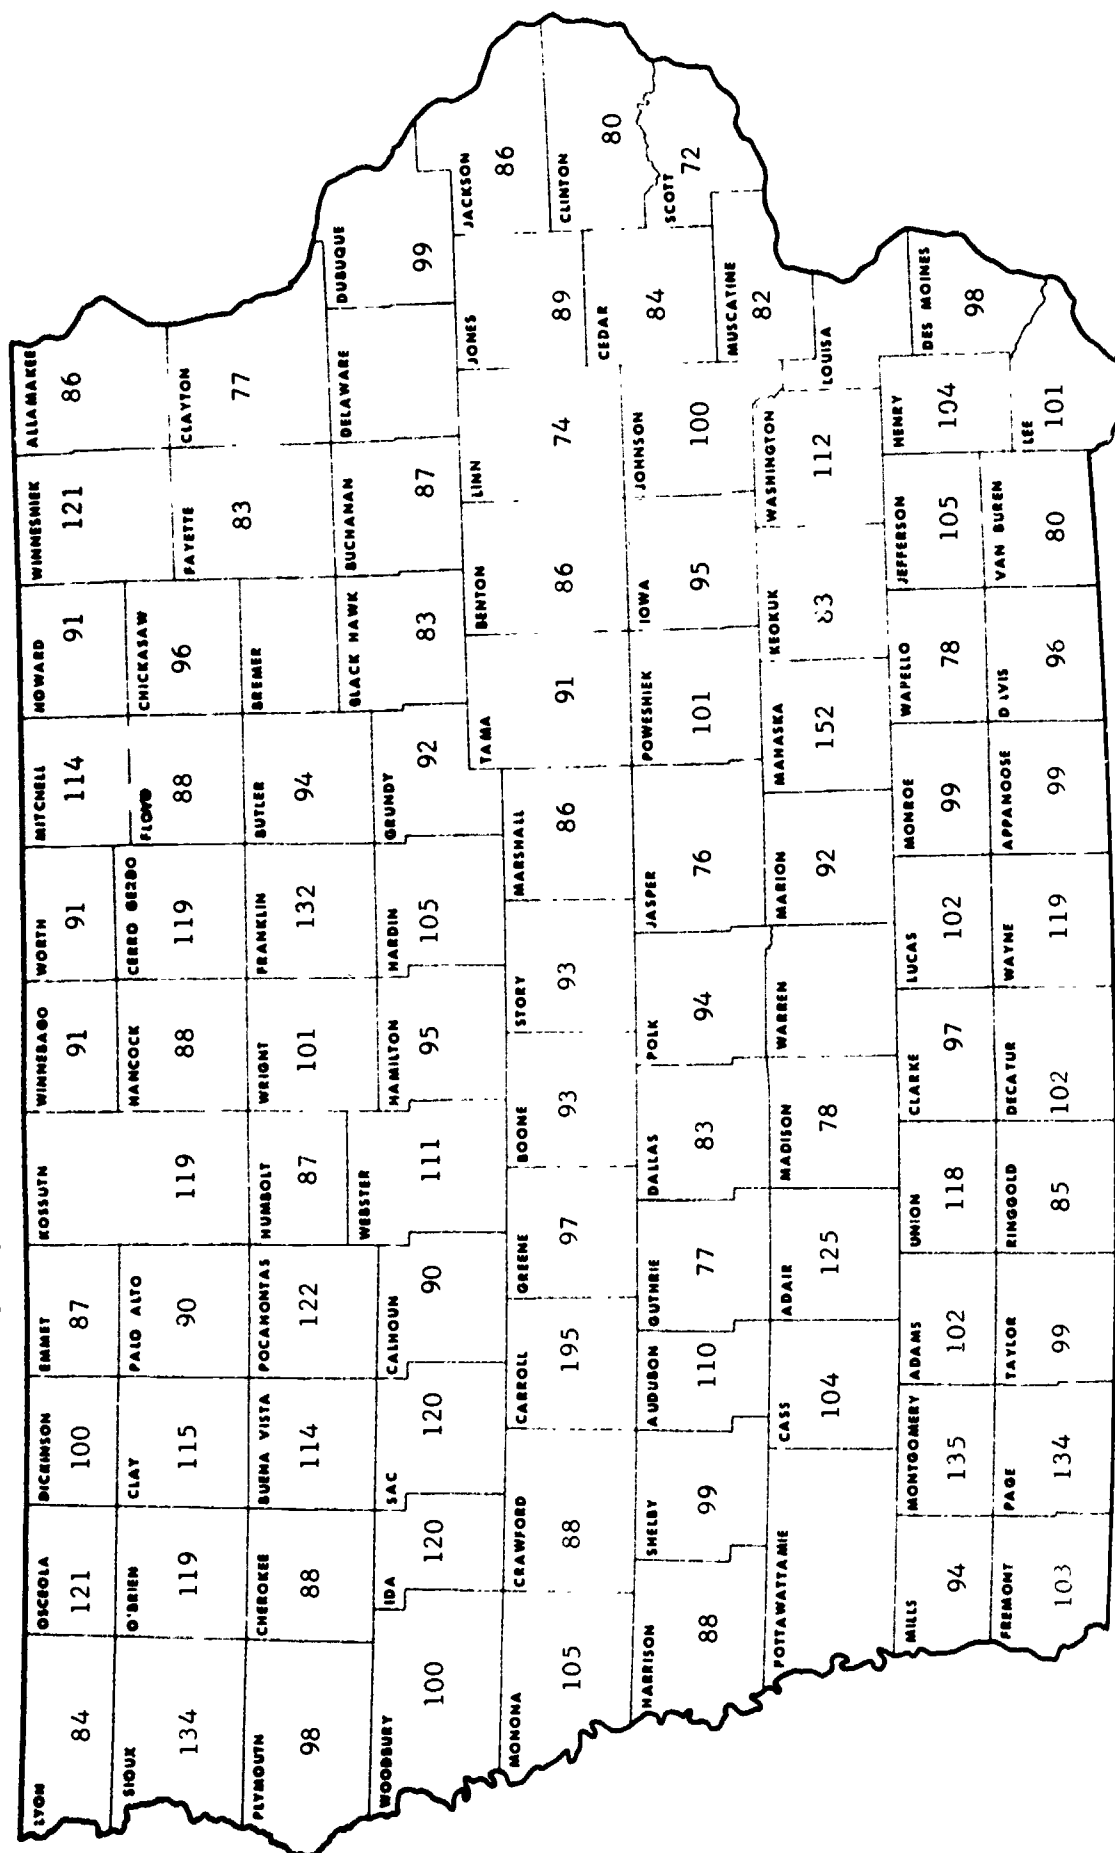 LYON
84
OSCEOLA
121
DICKINSON
100
EMMET
87
KOSSUTH
119
WINNEBAGO
91
WORTH
91
MITCHELL
114
HOWARD
91
WINNESHIEK
121
ALLAMAKEE
86
SIOUX
134
O'BRIEN
119
CLAY
115
PALO ALTO
90
HANCOCK
88
CERRO
119
FLOYD
88
CHICKASAW
96
FAYETTE
83
CLAYTON
77
PLYMOUTH
98
CHEROKEE
88
BUENA VISTA
114
POCAHONTAS
122
HUMBOLT
87
WRIGHT
101
FRANKLIN
132
BUTLER
94
BREMER
WOODBURY
100
IDA
120
SAC
120
CALHOUN
90
WEBSTER
111
HAMILTON
95
HARDIN
105
GRUNDY
92
BLACK HAWK
83
BUCHANAN
87
DELAWARE
DUBUQUE
99
MONONA
105
CRAWFORD
88
CARROLL
195
GREENE
97
BOONE
93
STORY
93
MARSHALL
86
TAMA
91
BENTON
86
LINN
74
JONES
89
JACKSON
86
CLINTON
80
CEDAR
84
SCOTT
72
HARRISON
88
SHELBY
99
AUDUBON
110
GUTHRIE
77
DALLAS
83
POLK
94
JASPER
76
POWESHIEK
101
IOWA
95
JOHNSON
100
MUSCATINE
82
POTTAWATTAMIE
CASS
104
ADAIR
125
MADISON
78
WARREN
MARION
92
MAHASKA
152
KEOKUK
83
WASHINGTON
112
LOUISA
MILLS
94
MONTGOMERY
135
ADAMS
102
UNION
118
CLARKE
97
LUCAS
102
MONROE
99
WAPELLO
78
JEFFERSON
105
HENRY
104
DES MOINES
98
FREMONT
103
PAGE
134
TAYLOR
99
RINGGOLD
85
DECATUR
102
WAYNE
119
APPANOOSE
99
96
VAN BUREN
80
LEE
101